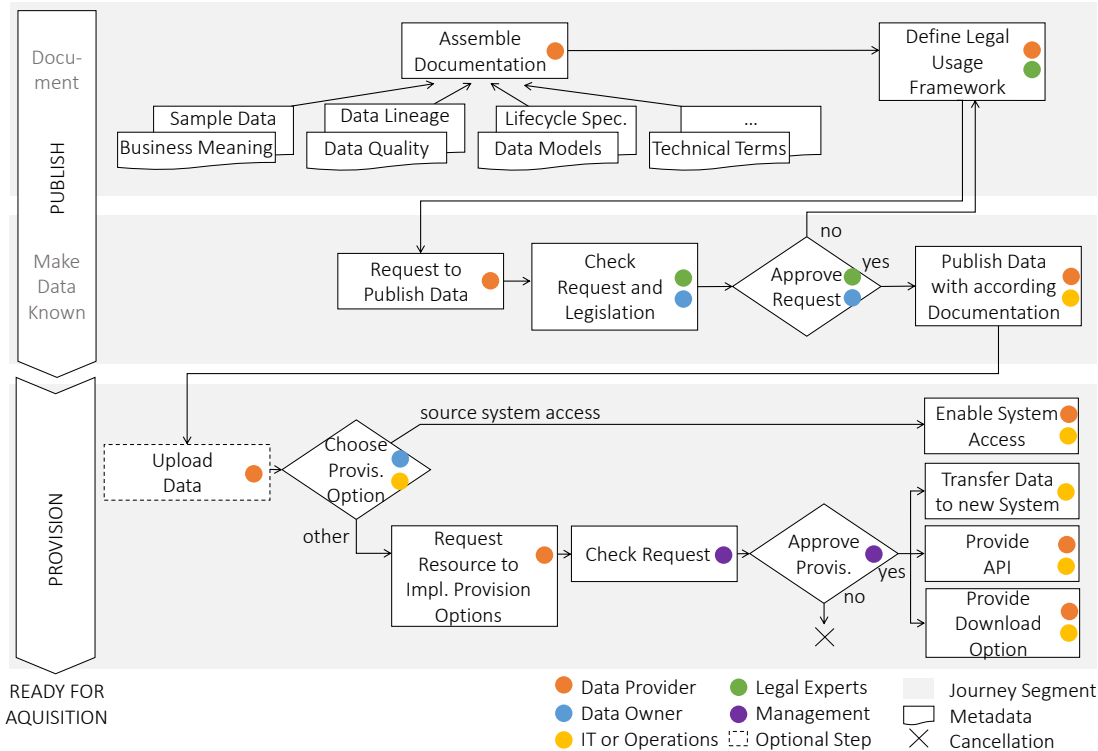 Docu-
ment
PUBLISH
Make
Data
Known
PROVISION
READY FOR
AQUISITION
Assemble
Documentation
Define Legal
Usage
Framework
Sample Data
Business Meaning
Data Lineage
Data Quality
Lifecycle Spec.
Data Models
...
Technical Terms
Request to
Publish Data
Check
Request and
Legislation
Approve
Request
no
yes
Publish Data
with according
Documentation
Upload
Data
Choose
Provis.
Option
source system access
other
Enable System
Access
Request
Resource to
Impl. Provision
Options
Check Request
Approve
Provis.
yes
no
Transfer Data
to new System
Provide
API
Provide
Download
Option
Data Provider
Data Owner
IT or Operations
Legal Experts
Management
Optional Step
Journey Segment
Metadata
Cancellation